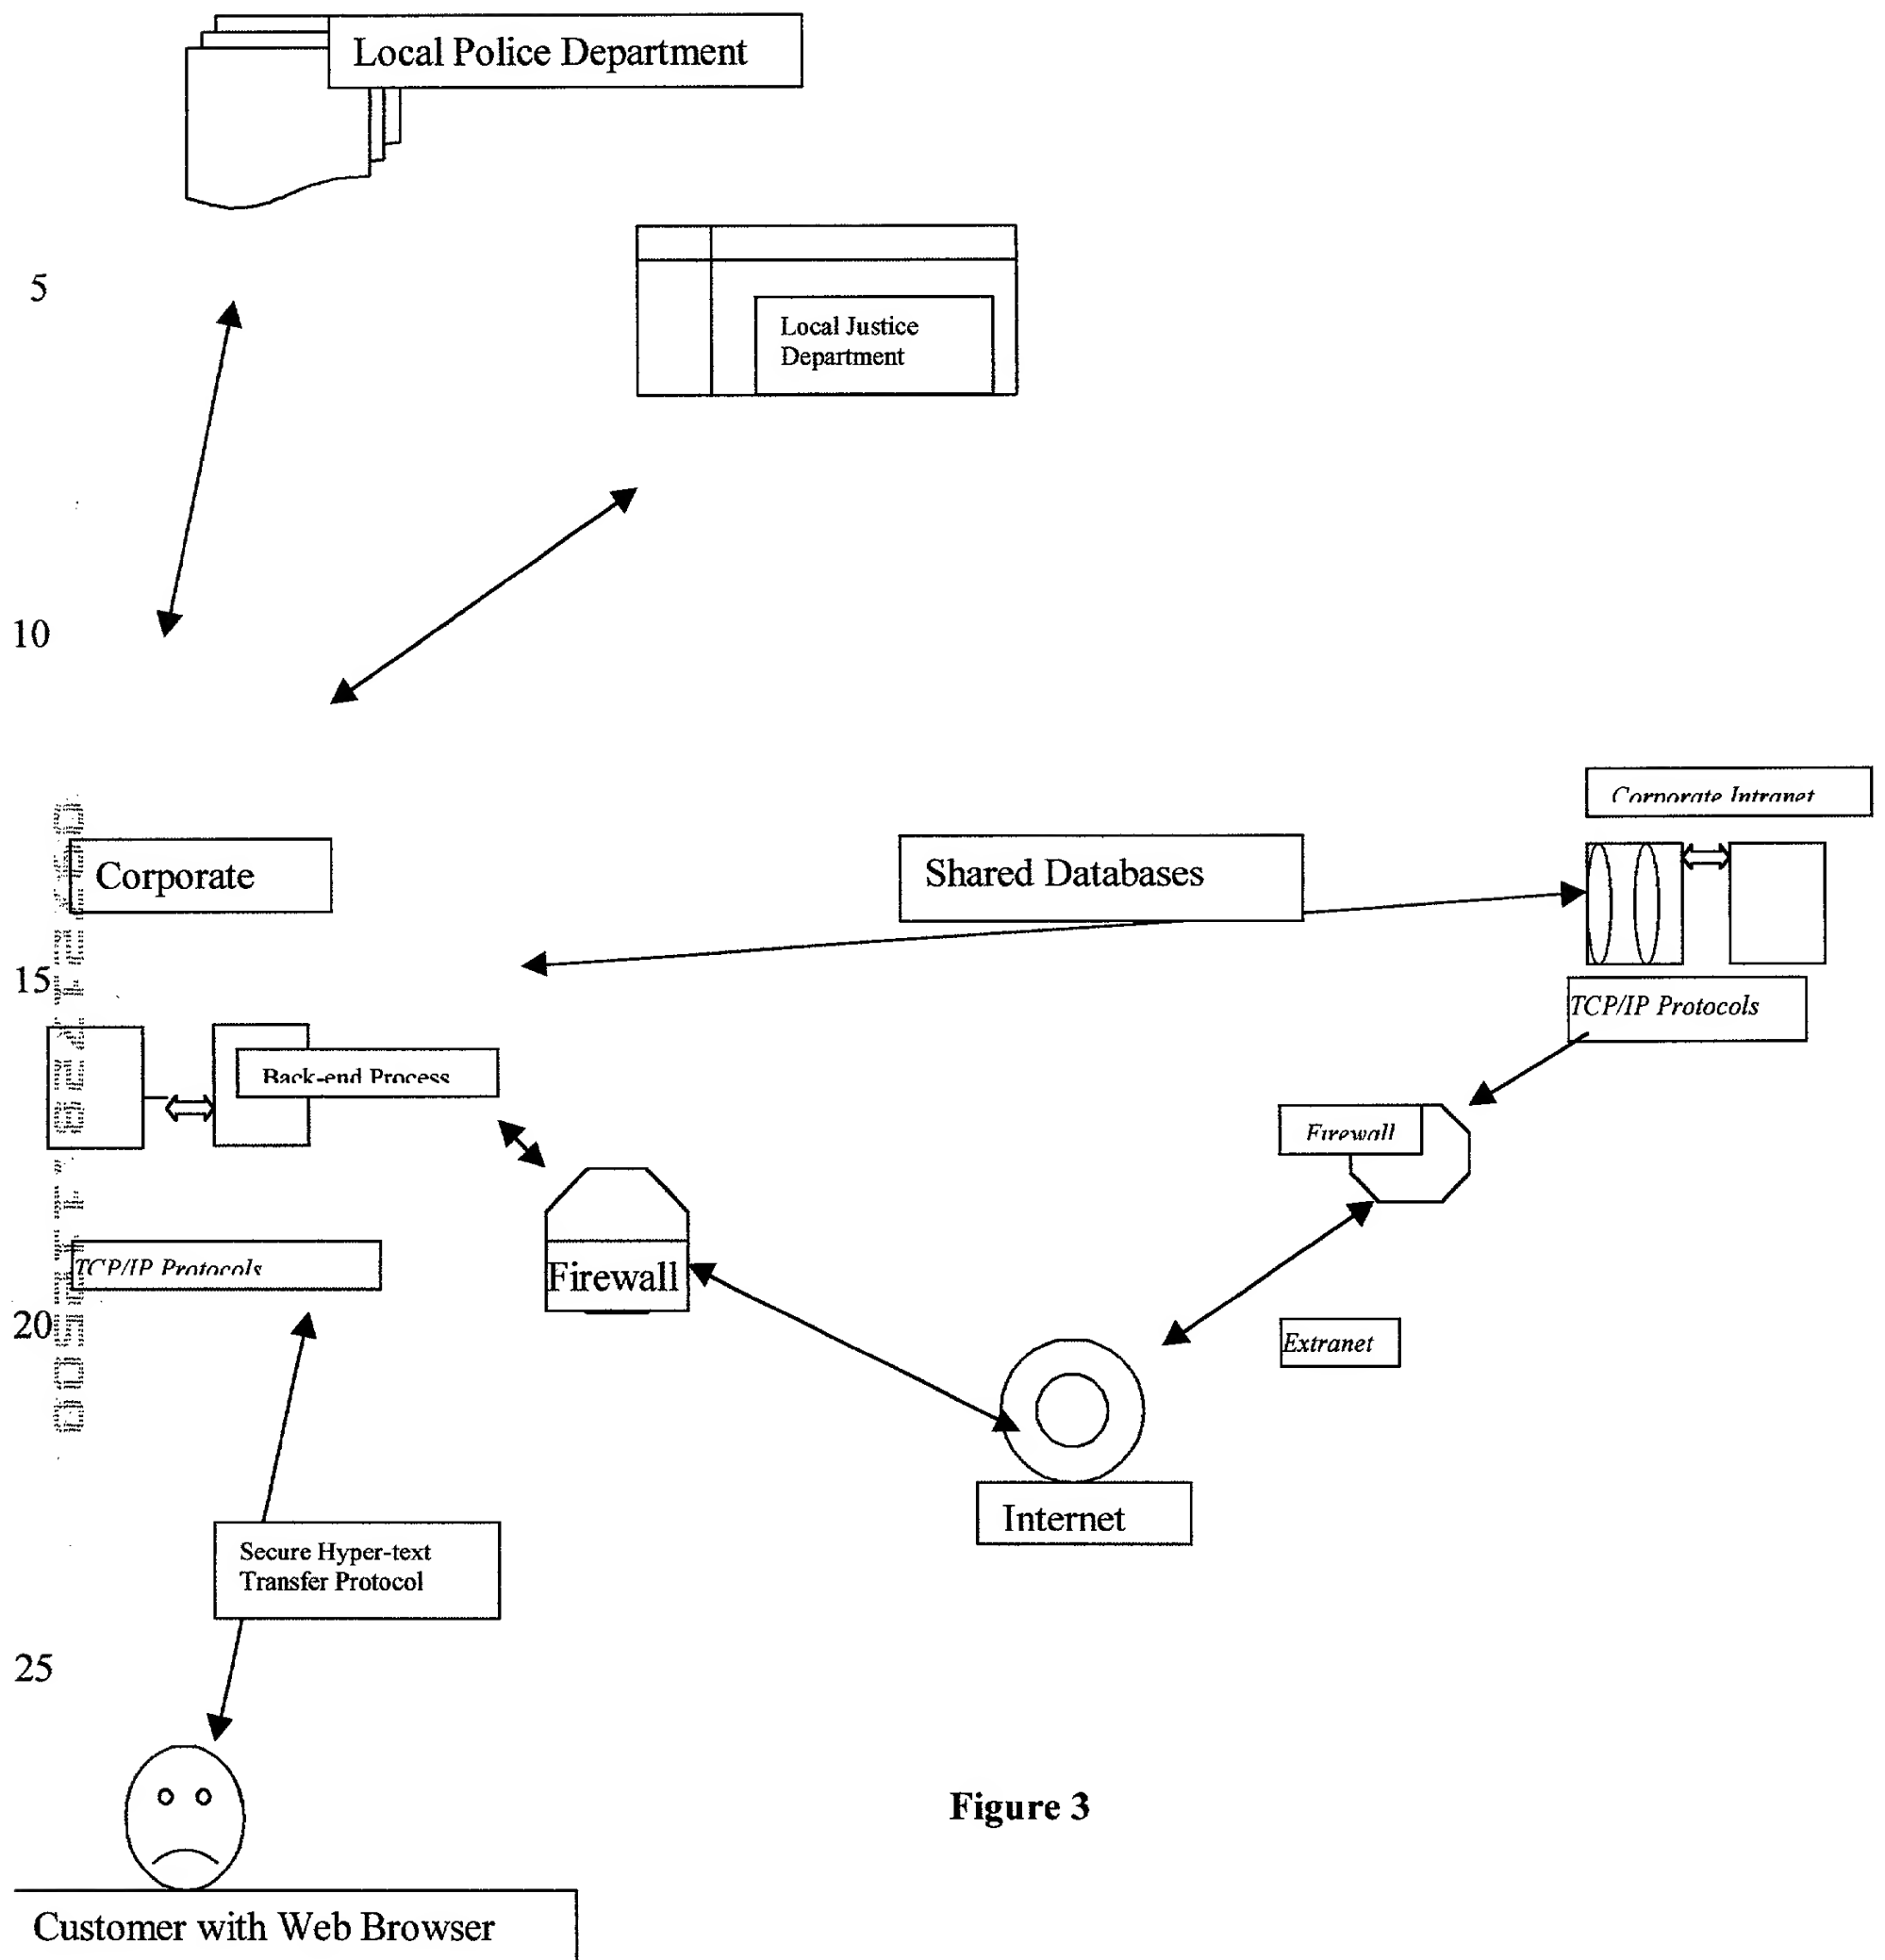 Local Police Department
5
Local Justice
Department
10
Corporate Intranet
Corporate
Shared Databases
15
TCP/IP Protocols
Back-end Process
Firewall
TCP/IP Protocols
Firewall
20
Extranet
Internet
Secure Hyper-text
Transfer Protocol
25
Figure 3
Customer with Web Browser